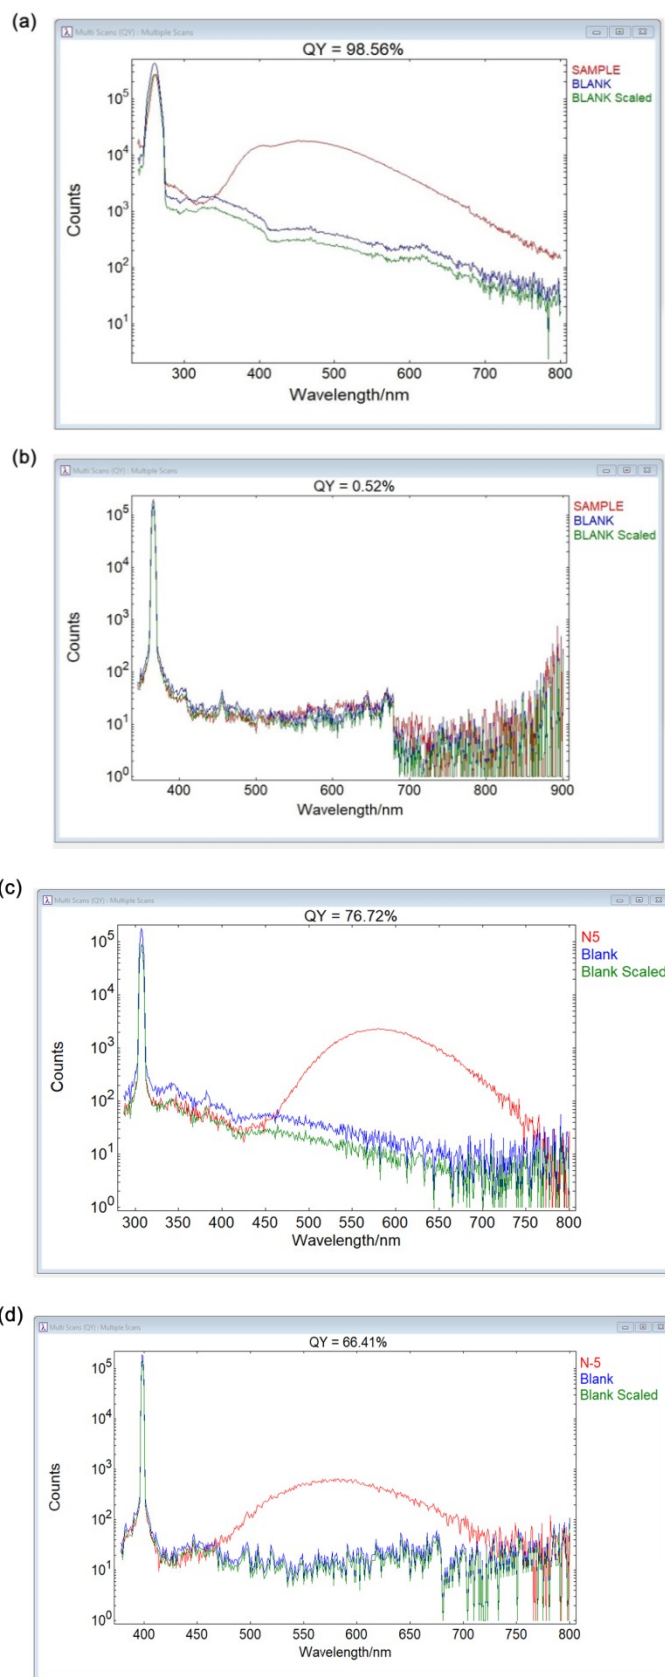 (a)
Multi Scans (QY) : Multiple Scans
QY = 98.56%
SAMPLE
BLANK
BLANK Scaled
Counts
10^5
10^4
10^3
10^2
10^1
300 400 500 600 700 800
Wavelength/nm
(b)
Multi Scans (QY) : Multiple Scans
QY = 0.52%
SAMPLE
BLANK
BLANK Scaled
Counts
10^5
10^4
10^3
10^2
10^1
10^0
400 500 600 700 800 900
Wavelength/nm
(c)
Multi Scans (QY) : Multiple Scans
QY = 76.72%
N5
Blank
Blank Scaled
Counts
10^5
10^4
10^3
10^2
10^1
10^0
300 350 400 450 500 550 600 650 700 750 800
Wavelength/nm
(d)
Multi Scans (QY) : Multiple Scans
QY = 66.41%
N-5
Blank
Blank Scaled
Counts
10^5
10^4
10^3
10^2
10^1
10^0
400 450 500 550 600 650 700 750 800
Wavelength/nm